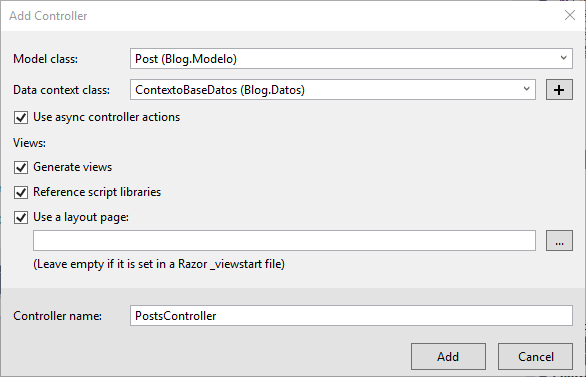 Add Controller
Model class: Post (Blog.Modelo)
Data context class: ContextoBaseDatos (Blog.Datos) +
Use async controller actions
Views:
Generate views
Reference script libraries
Use a layout page:
...
(Leave empty if it is set in a Razor _viewstart file)
Controller name: PostsController
Add Cancel